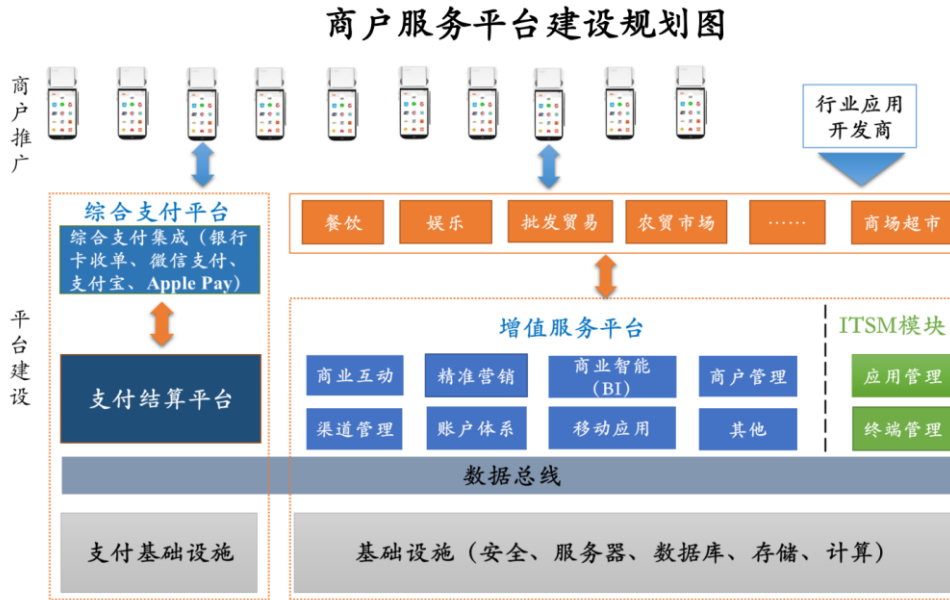 商户服务平台建设规划图
商户推广
行业应用
开发商
综合支付平台
综合支付集成（银行
卡收单、微信支付、
支付宝、Apple Pay）
支付结算平台
餐饮
娱乐
批发贸易
农贸市场
……
商场超市
平台建设
增值服务平台
ITSM模块
商业互动
精准营销
商业智能
（BI）
商户管理
应用管理
渠道管理
账户体系
移动应用
其他
终端管理
数据总线
支付基础设施
基础设施（安全、服务器、数据库、存储、计算）